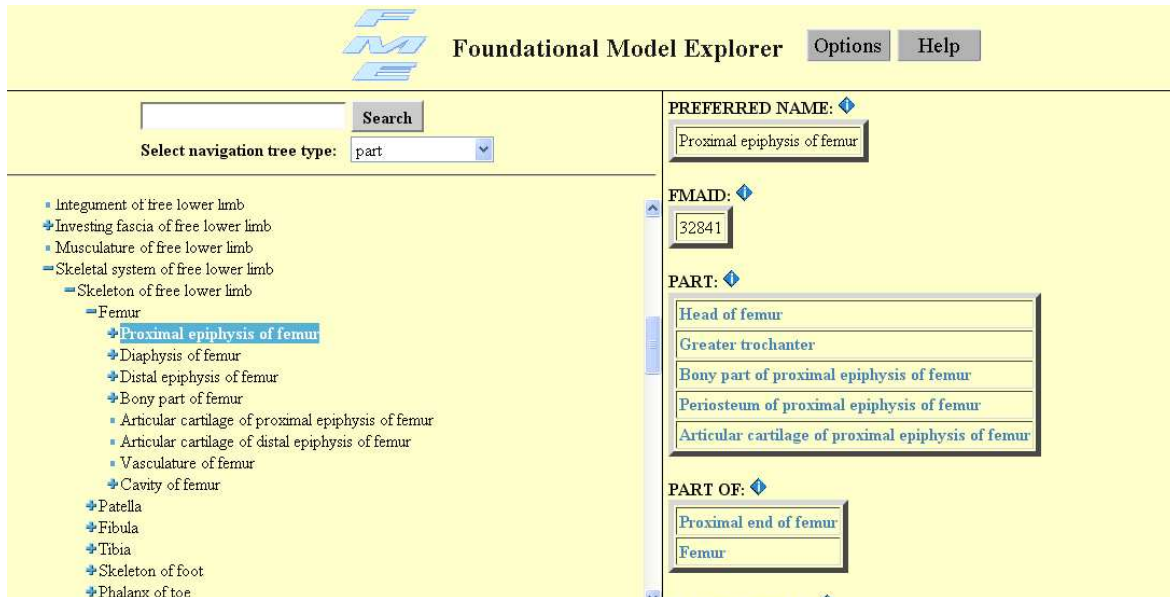 FME
Foundational Model Explorer
Options
Help
Search
Select navigation tree type:
part
Integument of free lower limb
Investing fascia of free lower limb
Musculature of free lower limb
Skeletal system of free lower limb
Skeleton of free lower limb
Femur
Proximal epiphysis of femur
Diaphysis of femur
Distal epiphysis of femur
Bony part of femur
Articular cartilage of proximal epiphysis of femur
Articular cartilage of distal epiphysis of femur
Vasculature of femur
Cavity of femur
Patella
Fibula
Tibia
Skeleton of foot
Phalanx of toe
PREFERRED NAME:
Proximal epiphysis of femur
FMAID:
32841
PART:
Head of femur
Greater trochanter
Bony part of proximal epiphysis of femur
Periosteum of proximal epiphysis of femur
Articular cartilage of proximal epiphysis of femur
PART OF:
Proximal end of femur
Femur